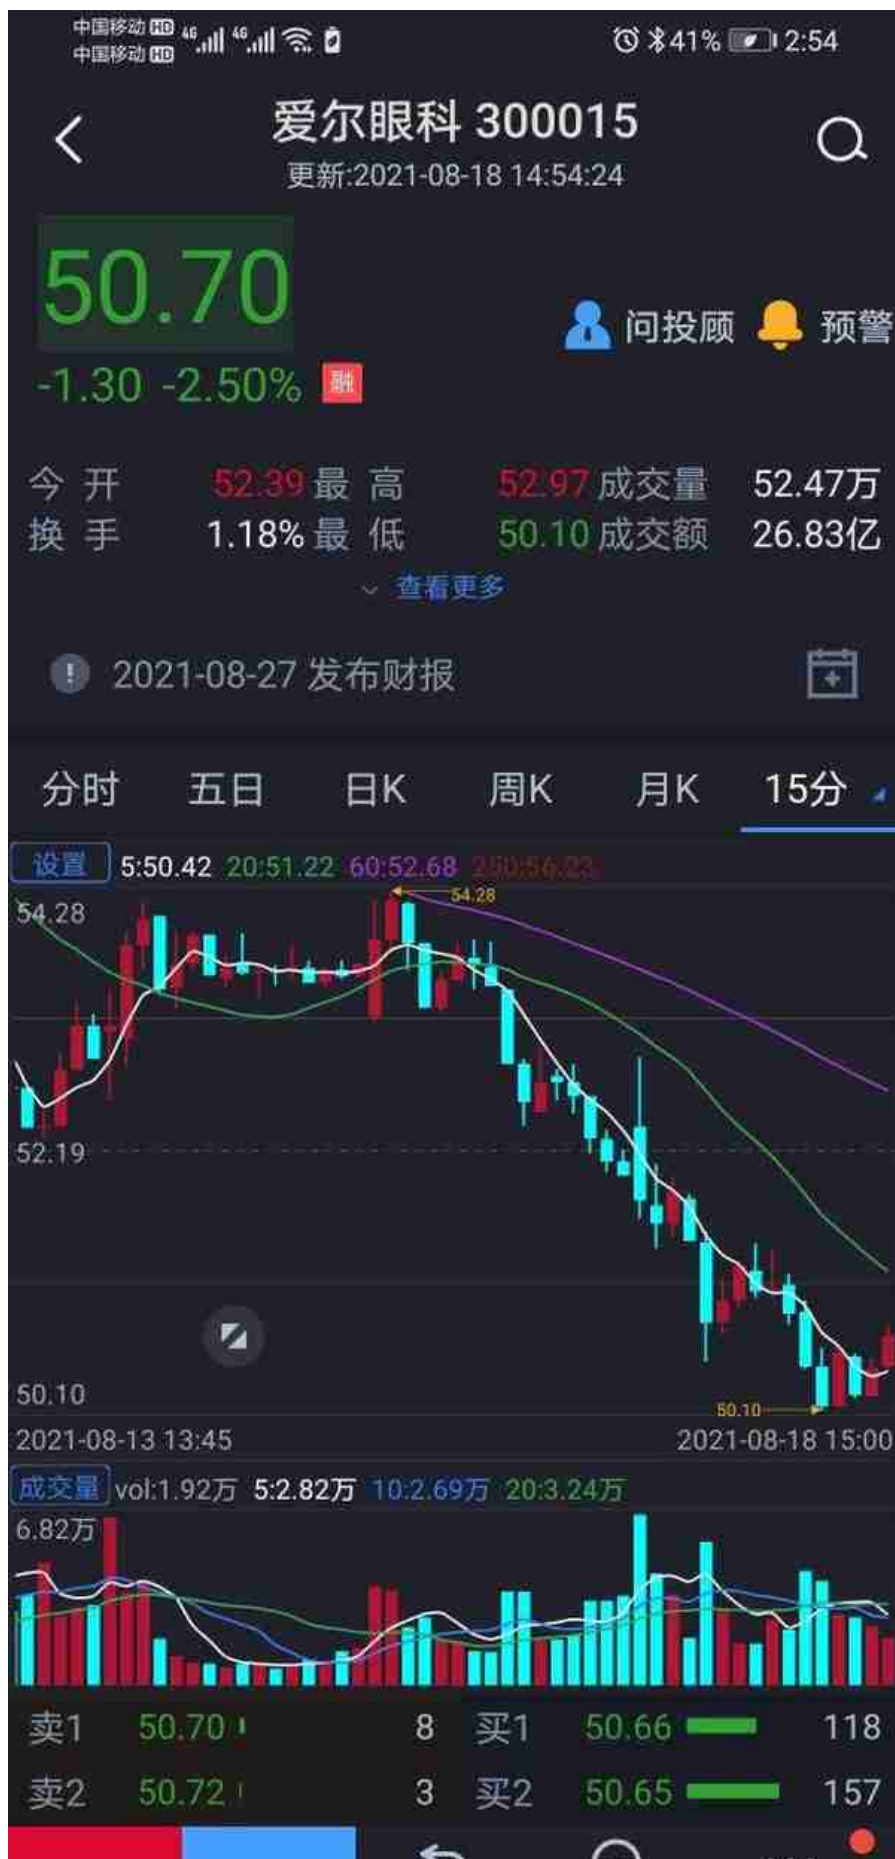 中国移动 HD 4G 4G 41% 2:54
中国移动 HD
爱尔眼科 300015
更新:2021-08-18 14:54:24
50.70
问投顾 预警
-1.30 -2.50% 融
今开 52.39 最高 52.97 成交量 52.47万
换手 1.18% 最低 50.10 成交额 26.83亿
查看更多
2021-08-27 发布财报
分时 五日 日K 周K 月K 15分
设置 5:50.42 20:51.22 60:52.68 250:56.23
54.28
54.28
52.19
50.10
50.10
2021-08-13 13:45 2021-08-18 15:00
成交量 vol:1.92万 5:2.82万 10:2.69万 20:3.24万
6.82万
卖1 50.70 8 买1 50.66 118
卖2 50.72 3 买2 50.65 157